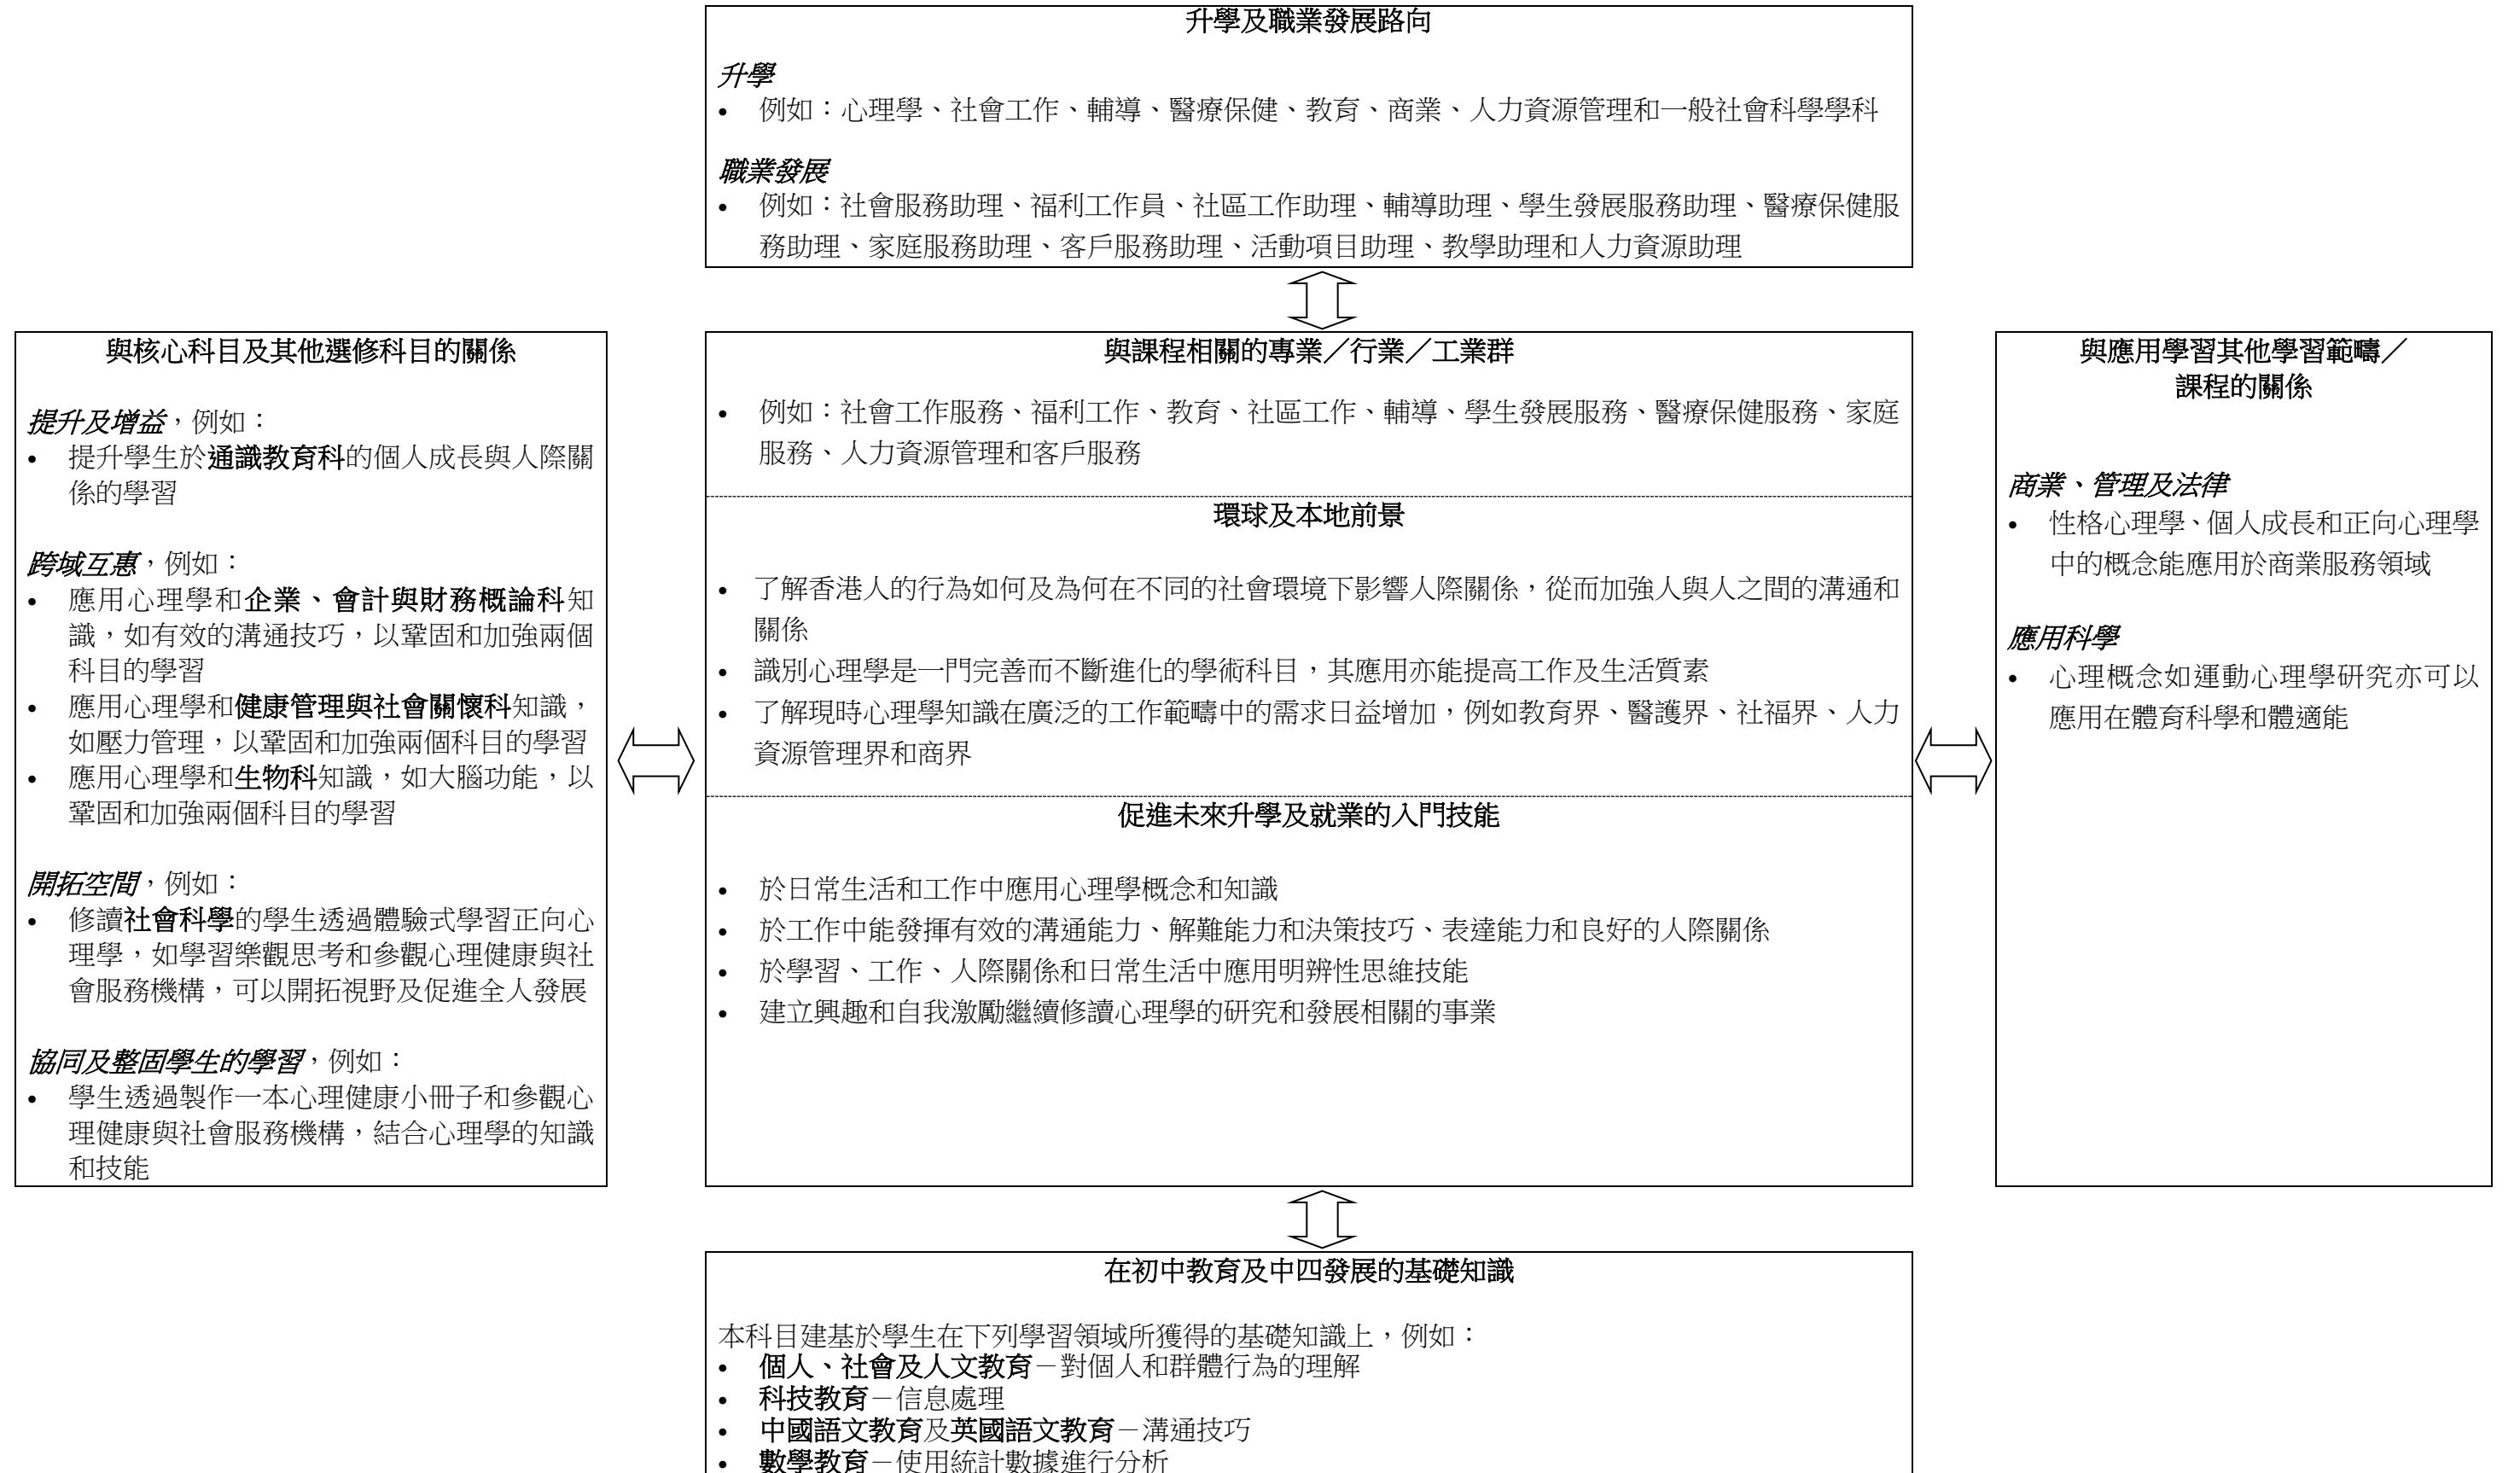 升學及職業發展路向
升學
• 例如：心理學、社會工作、輔導、醫療保健、教育、商業、人力資源管理和一般社會科學學科
職業發展
• 例如：社會服務助理、福利工作員、社區工作助理、輔導助理、學生發展服務助理、醫療保健服
務助理、家庭服務助理、客戶服務助理、活動項目助理、教學助理和人力資源助理
與核心科目及其他選修科目的關係
提升及增益，例如：
• 提升學生於通識教育科的個人成長與人際關
係的學習
跨域互惠，例如：
• 應用心理學和企業、會計與財務概論科知
識，如有效的溝通技巧，以鞏固和加強兩個
科目的學習
• 應用心理學和健康管理與社會關懷科知識，
如壓力管理，以鞏固和加強兩個科目的學習
• 應用心理學和生物科知識，如大腦功能，以
鞏固和加強兩個科目的學習
開拓空間，例如：
• 修讀社會科學的學生透過體驗式學習正向心
理學，如學習樂觀思考和參觀心理健康與社
會服務機構，可以開拓視野及促進全人發展
協同及整固學生的學習，例如：
• 學生透過製作一本心理健康小冊子和參觀心
理健康與社會服務機構，結合心理學的知識
和技能
與課程相關的專業／行業／工業群
• 例如：社會工作服務、福利工作、教育、社區工作、輔導、學生發展服務、醫療保健服務、家庭
服務、人力資源管理和客戶服務
環球及本地前景
• 了解香港人的行為如何及為何在不同的社會環境下影響人際關係，從而加強人與人之間的溝通和
關係
• 識別心理學是一門完善而不斷進化的學術科目，其應用亦能提高工作及生活質素
• 了解現時心理學知識在廣泛的工作範疇中的需求日益增加，例如教育界、醫護界、社福界、人力
資源管理界和商界
促進未來升學及就業的入門技能
• 於日常生活和工作中應用心理學概念和知識
• 於工作中能發揮有效的溝通能力、解難能力和決策技巧、表達能力和良好的人際關係
• 於學習、工作、人際關係和日常生活中應用明辨性思維技能
• 建立興趣和自我激勵繼續修讀心理學的研究和發展相關的事業
與應用學習其他學習範疇／
課程的關係
商業、管理及法律
• 性格心理學、個人成長和正向心理學
中的概念能應用於商業服務領域
應用科學
• 心理概念如運動心理學研究亦可以
應用在體育科學和體適能
在初中教育及中四發展的基礎知識
本科目建基於學生在下列學習領域所獲得的基礎知識上，例如：
• 個人、社會及人文教育－對個人和群體行為的理解
• 科技教育－信息處理
• 中國語文教育及英國語文教育－溝通技巧
• 數學教育－使用統計數據進行分析